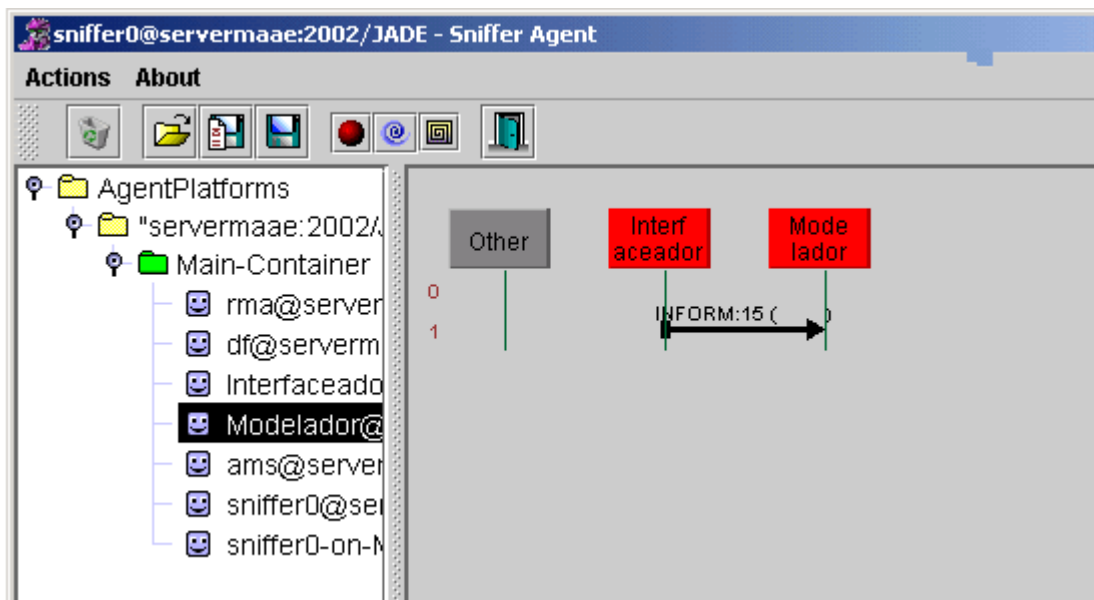 sniffer0@servermaae:2002/JADE - Sniffer Agent
Actions About
AgentPlatforms
"servermaae:2002/
Main-Container
rma@server
df@serverm
Interfaceado
Modelador@
ams@server
sniffer0@ser
sniffer0-on-M
Other
Interf
aceador
Mode
lador
0
INFORM:15 ( )
1